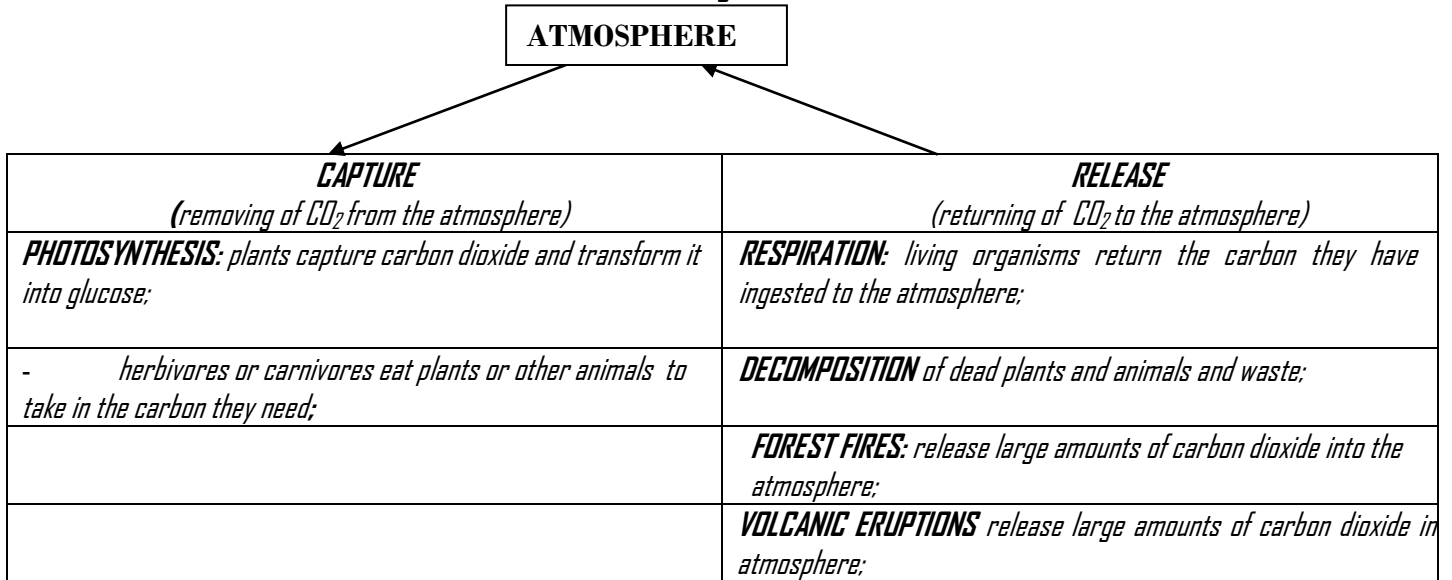 ATMOSPHERE
CAPTURE
(removing of CO₂ from the atmosphere)
RELEASE
(returning of CO₂ to the atmosphere)
PHOTOSYNTHESIS: plants capture carbon dioxide and transform it
into glucose;
RESPIRATION: living organisms return the carbon they have
ingested to the atmosphere;
- herbivores or carnivores eat plants or other animals to
take in the carbon they need;
DECOMPOSITION of dead plants and animals and waste;
FOREST FIRES: release large amounts of carbon dioxide into the
atmosphere;
VOLCANIC ERUPTIONS release large amounts of carbon dioxide in
atmosphere;